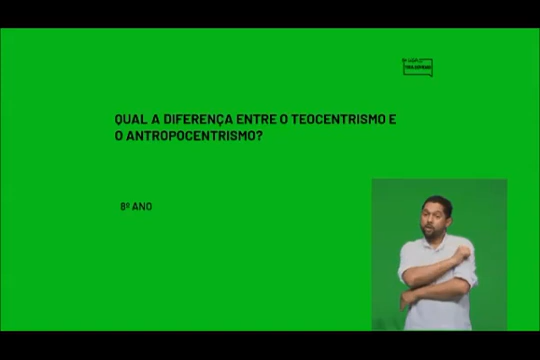 QUAL A DIFERENÇA ENTRE O TEOCENTRISMO E
O ANTROPOCENTRISMO?
8º ANO